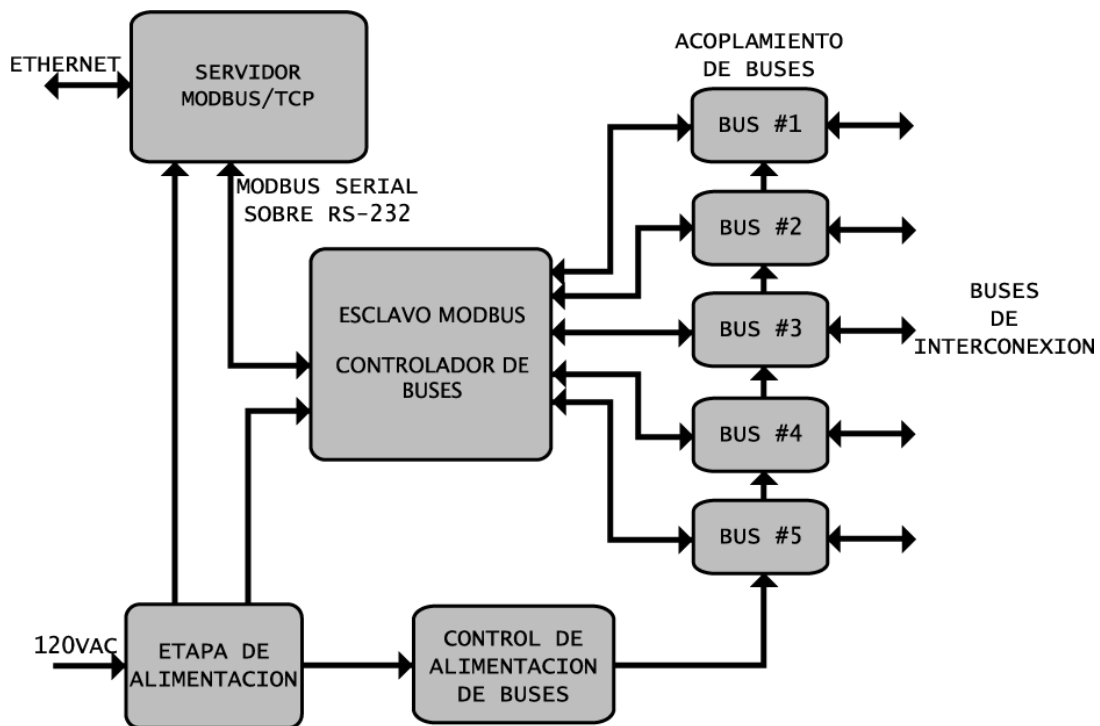 ETHERNET
SERVIDOR
MODBUS/TCP
MODBUS SERIAL
SOBRE RS-232
ESCLAVO MODBUS
CONTROLADOR DE
BUSES
ACOPLAMIENTO
DE BUSES
BUS #1
BUS #2
BUS #3
BUS #4
BUS #5
BUSES
DE
INTERCONEXION
120VAC
ETAPA DE
ALIMENTACION
CONTROL DE
ALIMENTACION
DE BUSES